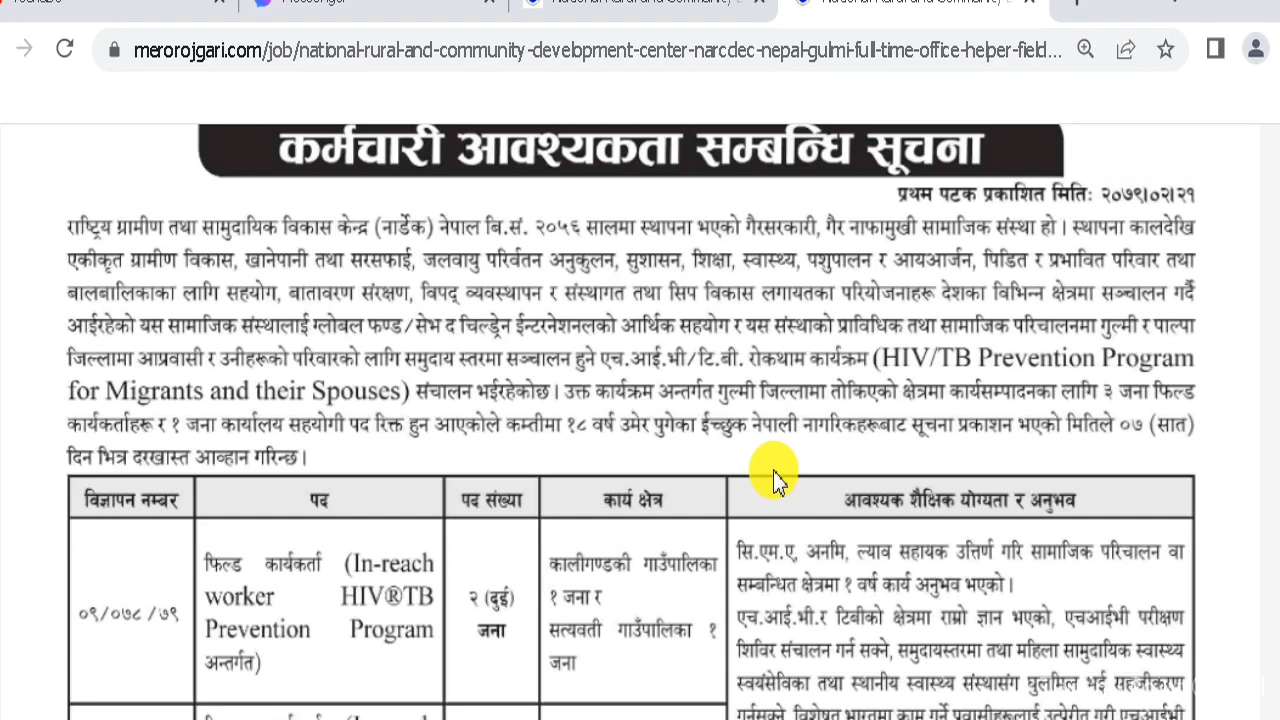 merorojgari.com/job/national-rural-and-community-development-center-narcdec-nepal-gulmi-full-time-office-helper-field...
कर्मचारी आवश्यकता सम्बन्धि सूचना
प्रथम पटक प्रकाशित मितिः २०७९।०२।२१
राष्ट्रिय ग्रामीण तथा सामुदायिक विकास केन्द्र (नार्डेक) नेपाल बि.सं. २०५६ सालमा स्थापना भएको गैरसरकारी, गैर नाफामुखी सामाजिक संस्था हो । स्थापना कालदेखि
एकीकृत ग्रामीण विकास, खानेपानी तथा सरसफाई, जलवायु परिर्वतन अनुकुलन, सुशासन, शिक्षा, स्वास्थ्य, पशुपालन र आयआर्जन, पिडित र प्रभावित परिवार तथा
बालबालिकाका लागि सहयोग, बातावरण संरक्षण, विपद् व्यवस्थापन र संस्थागत तथा सिप विकास लगायतका परियोजनाहरू देशका विभिन्न क्षेत्रमा सञ्चालन गर्दै
आईरहेको यस सामाजिक संस्थालाई ग्लोबल फण्ड/सेभ द चिल्ड्रेन ईन्टरनेशनलको आर्थिक सहयोग र यस संस्थाको प्राविधिक तथा सामाजिक परिचालनमा गुल्मी र पाल्पा
जिल्लामा आप्रवासी र उनीहरूको परिवारको लागि समुदाय स्तरमा सञ्चालन हुने एच.आई.भी/टि.बी. रोकथाम कार्यक्रम (HIV/TB Prevention Program
for Migrants and their Spouses) संचालन भईरहेकोछ । उक्त कार्यक्रम अन्तर्गत गुल्मी जिल्लामा तोकिएको क्षेत्रमा कार्यसम्पादनका लागि ३ जना फिल्ड
कार्यकर्ताहरू र १ जना कार्यालय सहयोगी पद रिक्त हुन आएकोले कम्तीमा १८ वर्ष उमेर पुगेका ईच्छुक नेपाली नागरिकहरूबाट सूचना प्रकाशन भएको मितिले ०७ (सात)
दिन भित्र दरखास्त आव्हान गरिन्छ ।
विज्ञापन नम्बर पद पद संख्या कार्य क्षेत्र आवश्यक शैक्षिक योग्यता र अनुभव
०९/०७८/७९
फिल्ड कार्यकर्ता (In-reach
worker HIV®TB
Prevention Program
अन्तर्गत)
२ (दुई)
जना
कालीगण्डकी गाउँपालिका
१ जना र
सत्यवती गाउँपालिका १
जना
सि.एम.ए, अनमि, ल्याव सहायक उत्तिर्ण गरि सामाजिक परिचालन वा
सम्बन्धित क्षेत्रमा १ वर्ष कार्य अनुभव भएको ।
एच.आई.भी.र टिबीको क्षेत्रमा राम्रो ज्ञान भएको, एचआईभी परीक्षण
शिविर संचालन गर्न सक्ने, समुदायस्तरमा तथा महिला सामुदायिक स्वास्थ्य
स्वयंसेविका तथा स्थानीय स्वास्थ्य संस्थासंग घुलमिल भई सहजीकरण